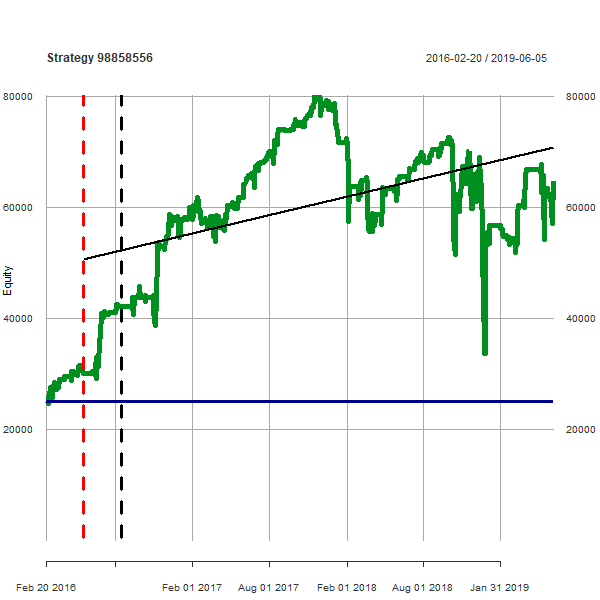 Strategy 98858556
2016-02-20 / 2019-06-05
80000
80000
60000
60000
Equity
40000
40000
20000
20000
Feb 20 2016
Feb 01 2017
Aug 01 2017
Feb 01 2018
Aug 01 2018
Jan 31 2019